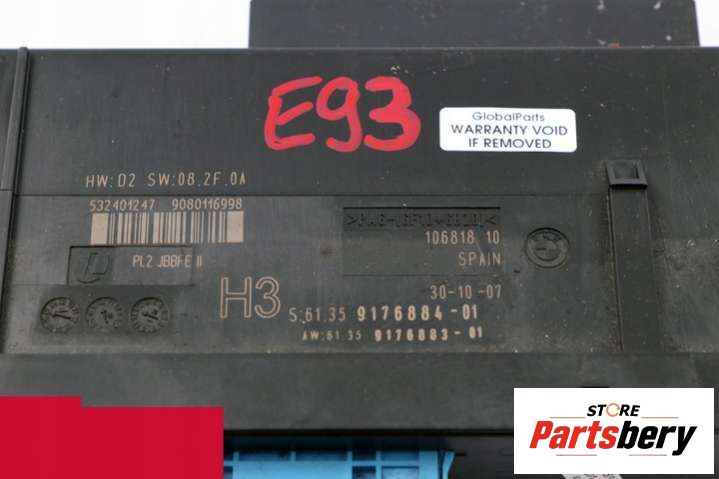 E93
GlobalParts
WARRANTY VOID
IF REMOVED
HW:D2 SW:08.2F.0A
532401247 9080116998
106818 10
SPAIN
PL2 JBBFE II
30-10-07
H3
S:61.35 9176884-01
AW:61.35 9176883-01
STORE
Partsbery